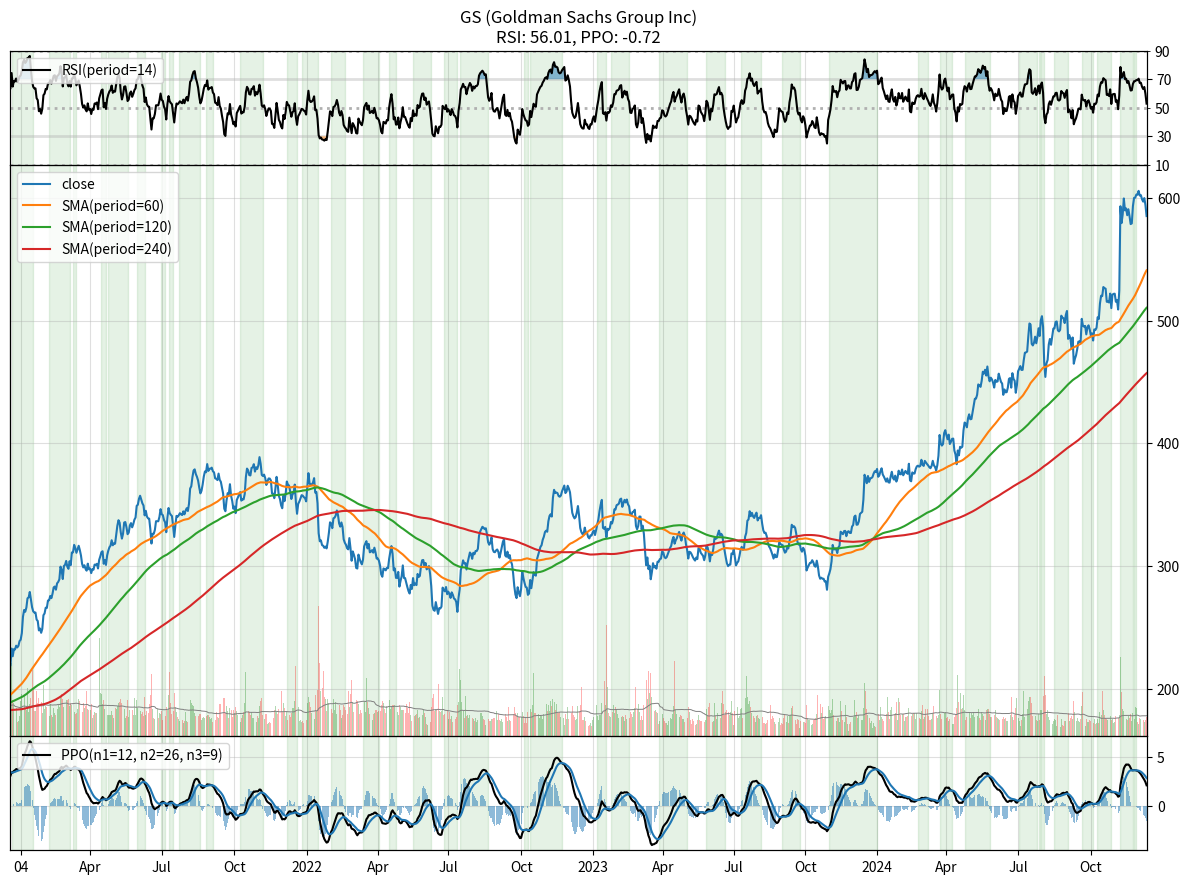 GS (Goldman Sachs Group Inc)
RSI: 56.01, PPO: -0.72
RSI(period=14)
90
70
50
30
10
close
SMA(period=60)
SMA(period=120)
SMA(period=240)
600
500
400
300
200
PPO(n1=12, n2=26, n3=9)
5
0
04 Apr Jul Oct 2022 Apr Jul Oct 2023 Apr Jul Oct 2024 Apr Jul Oct